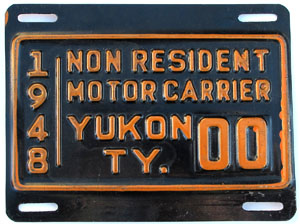 1948
NON RESIDENT
MOTOR CARRIER
YUKON
TY.
00